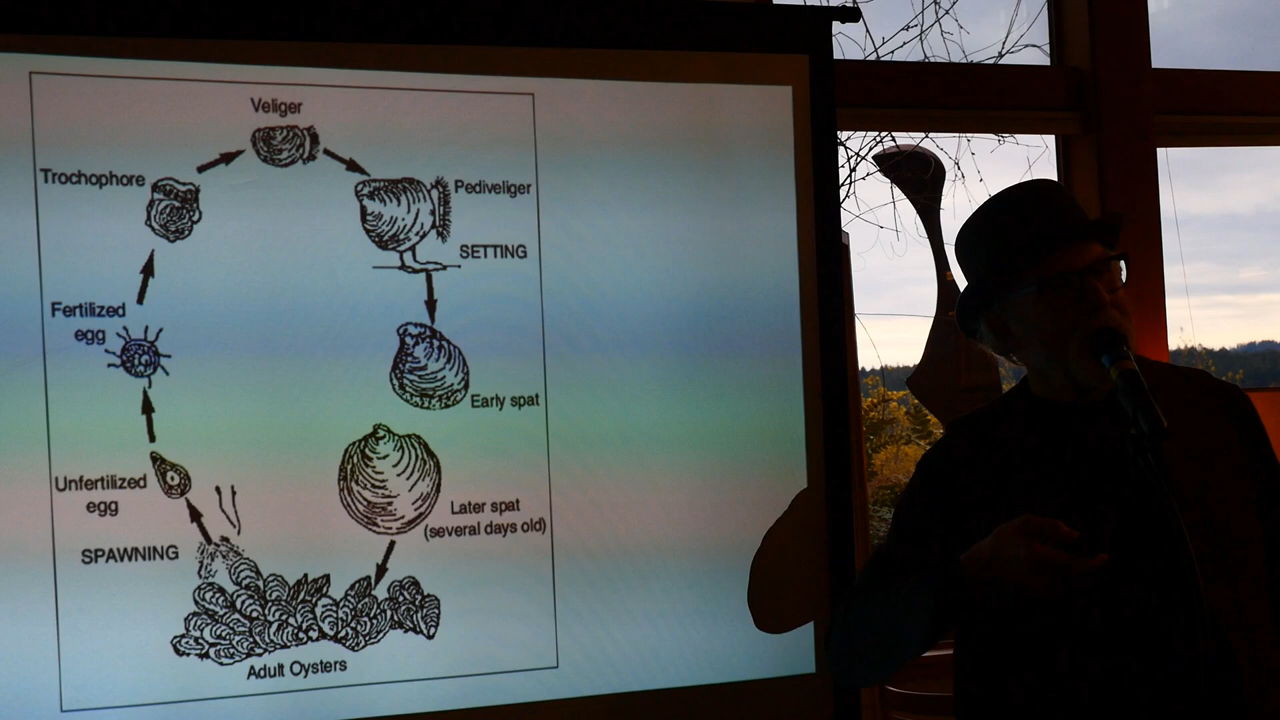 Veliger
Trochophore
Pediveliger
SETTING
Fertilized
egg
Early spat
Unfertilized
egg
Later spat
(several days old)
SPAWNING
Adult Oysters